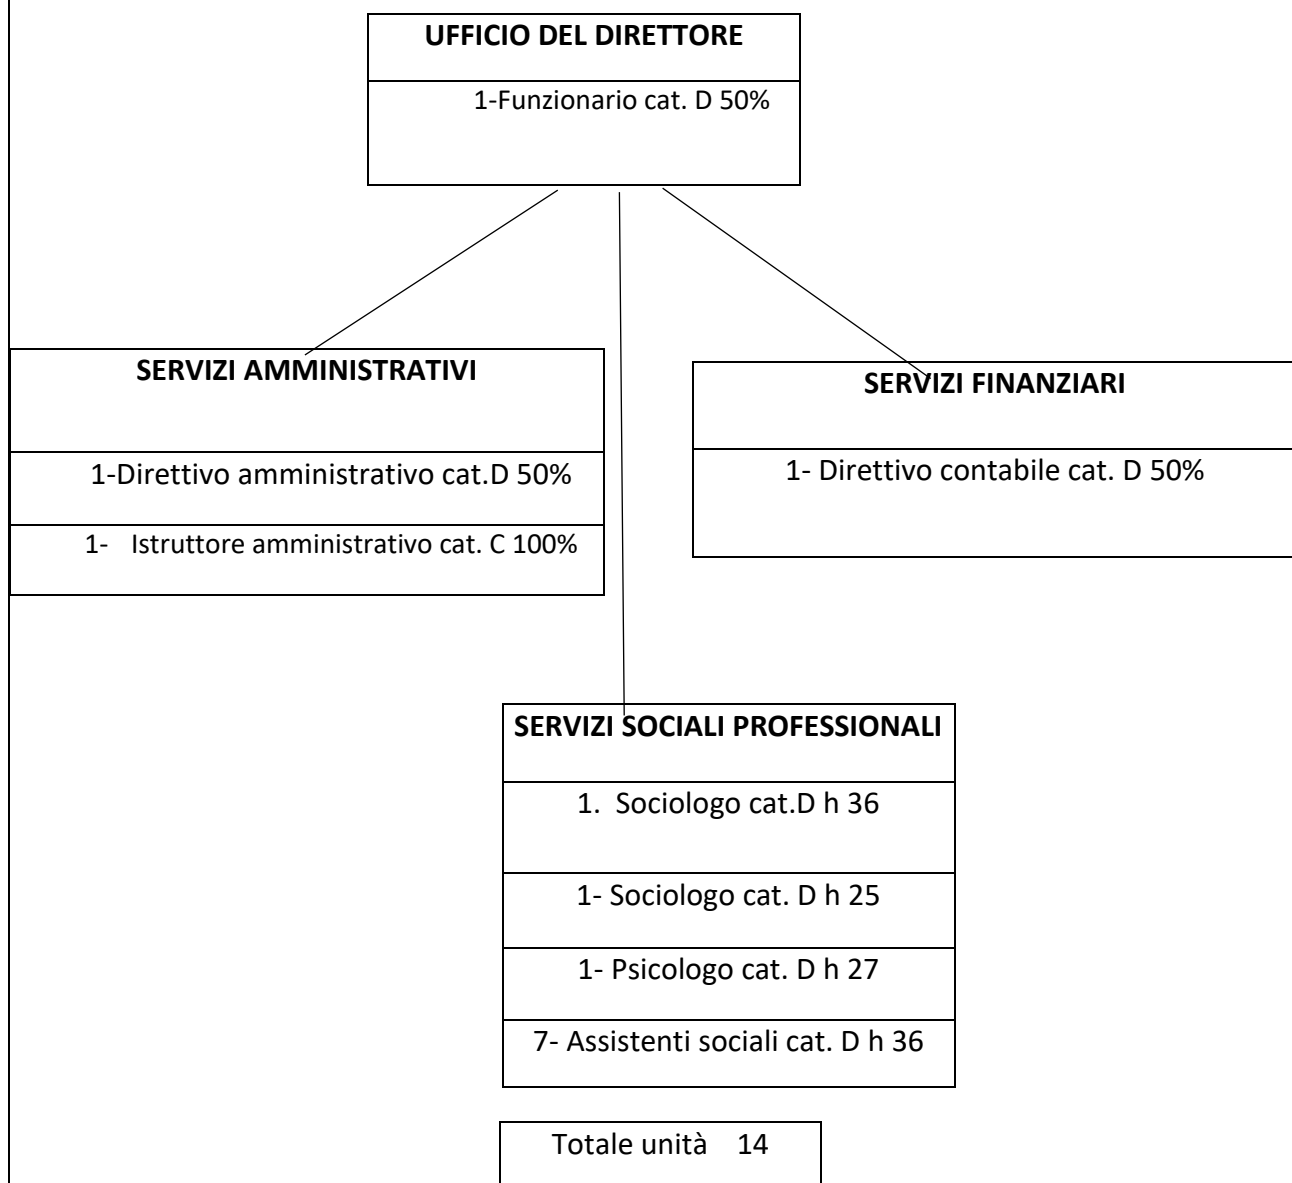 UFFICIO DEL DIRETTORE
1-Funzionario cat. D 50%
SERVIZI AMMINISTRATIVI
1-Direttivo amministrativo cat.D 50%
1- Istruttore amministrativo cat. C 100%
SERVIZI FINANZIARI
1- Direttivo contabile cat. D 50%
SERVIZI SOCIALI PROFESSIONALI
1. Sociologo cat.D h 36
1- Sociologo cat. D h 25
1- Psicologo cat. D h 27
7- Assistenti sociali cat. D h 36
Totale unità 14